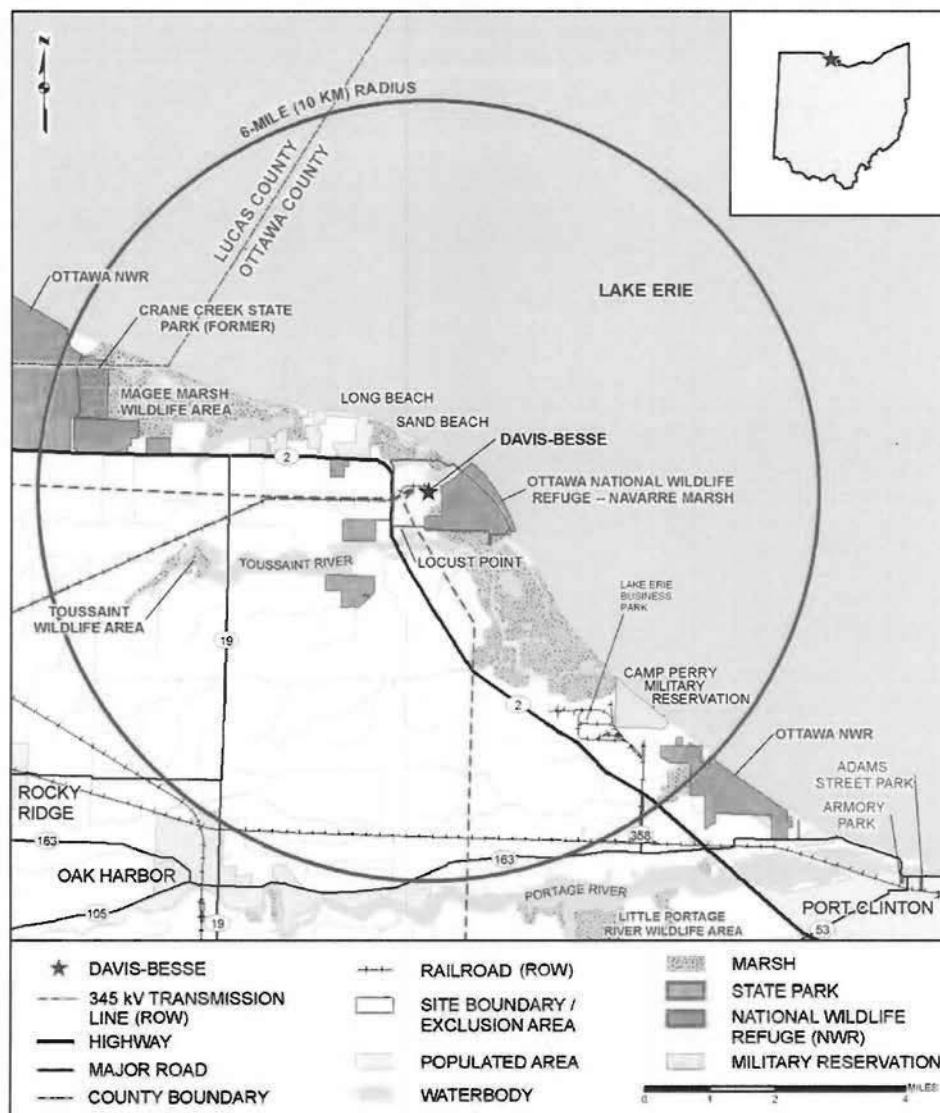 N
6-MILE (10 KM) RADIUS
LUCAS COUNTY
OTTAWA COUNTY
OTTAWA NWR
CRANE CREEK STATE
PARK (FORMER)
LAKE ERIE
MAGEE MARSH
WILDLIFE AREA
LONG BEACH
SAND BEACH
DAVIS-BESSE
2
OTTAWA NATIONAL WILDLIFE
REFUGE -- NAVARRE MARSH
LOCUST POINT
TOUSSAINT RIVER
LAKE ERIE
BUSINESS
PARK
TOUSSAINT
WILDLIFE AREA
19
CAMP PERRY
MILITARY
RESERVATION
2
OTTAWA NWR
ADAMS
STREET PARK
ARMORY
PARK
ROCKY
RIDGE
163
358
163
OAK HARBOR
PORTAGE RIVER
PORT CLINTON
105
19
LITTLE PORTAGE
RIVER WILDLIFE AREA
53
DAVIS-BESSE
345 kV TRANSMISSION
LINE (ROW)
HIGHWAY
MAJOR ROAD
COUNTY BOUNDARY
RAILROAD (ROW)
SITE BOUNDARY /
EXCLUSION AREA
POPULATED AREA
WATERBODY
MARSH
STATE PARK
NATIONAL WILDLIFE
REFUGE (NWR)
MILITARY RESERVATION
MILES
0 1 2 4